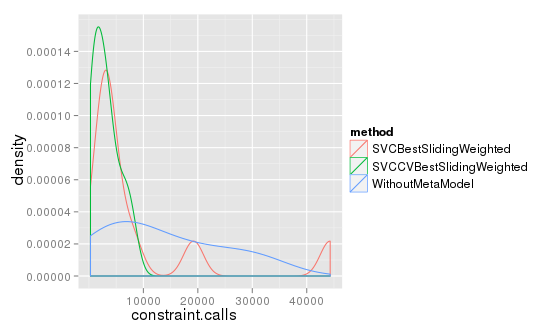 0.00014
0.00012
0.00010
0.00008
0.00006
0.00004
0.00002
0.00000
density
10000 20000 30000 40000
constraint.calls
method
SVCBestSlidingWeighted
SVCCVBestSlidingWeighted
WithoutMetaModel